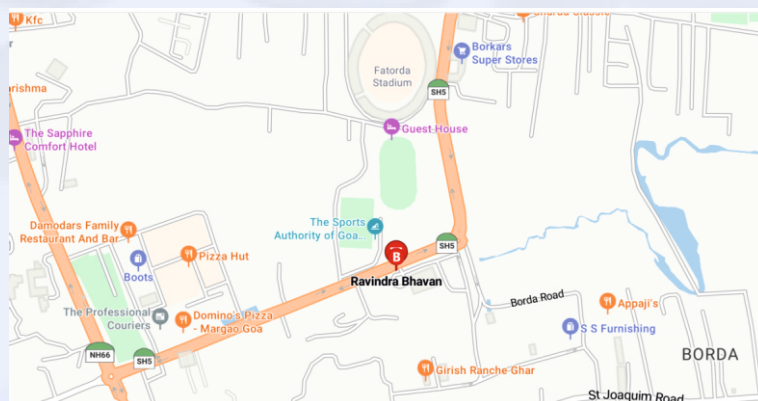 Kfc
Borkars
Super Stores
Fatorda
Stadium
SH5
arishma
The Sapphire
Comfort Hotel
Guest House
Damodars Family
Restaurant And Bar
The Sports
Authority of Goa..
SH5
Pizza Hut
B
Boots
Ravindra Bhavan
Borda Road
Appaji's
The Professional
Couriers
Domino's Pizza
- Margao Goa
S S Furnishing
NH66
SH5
BORDA
Girish Ranche Ghar
St Joaquim Road